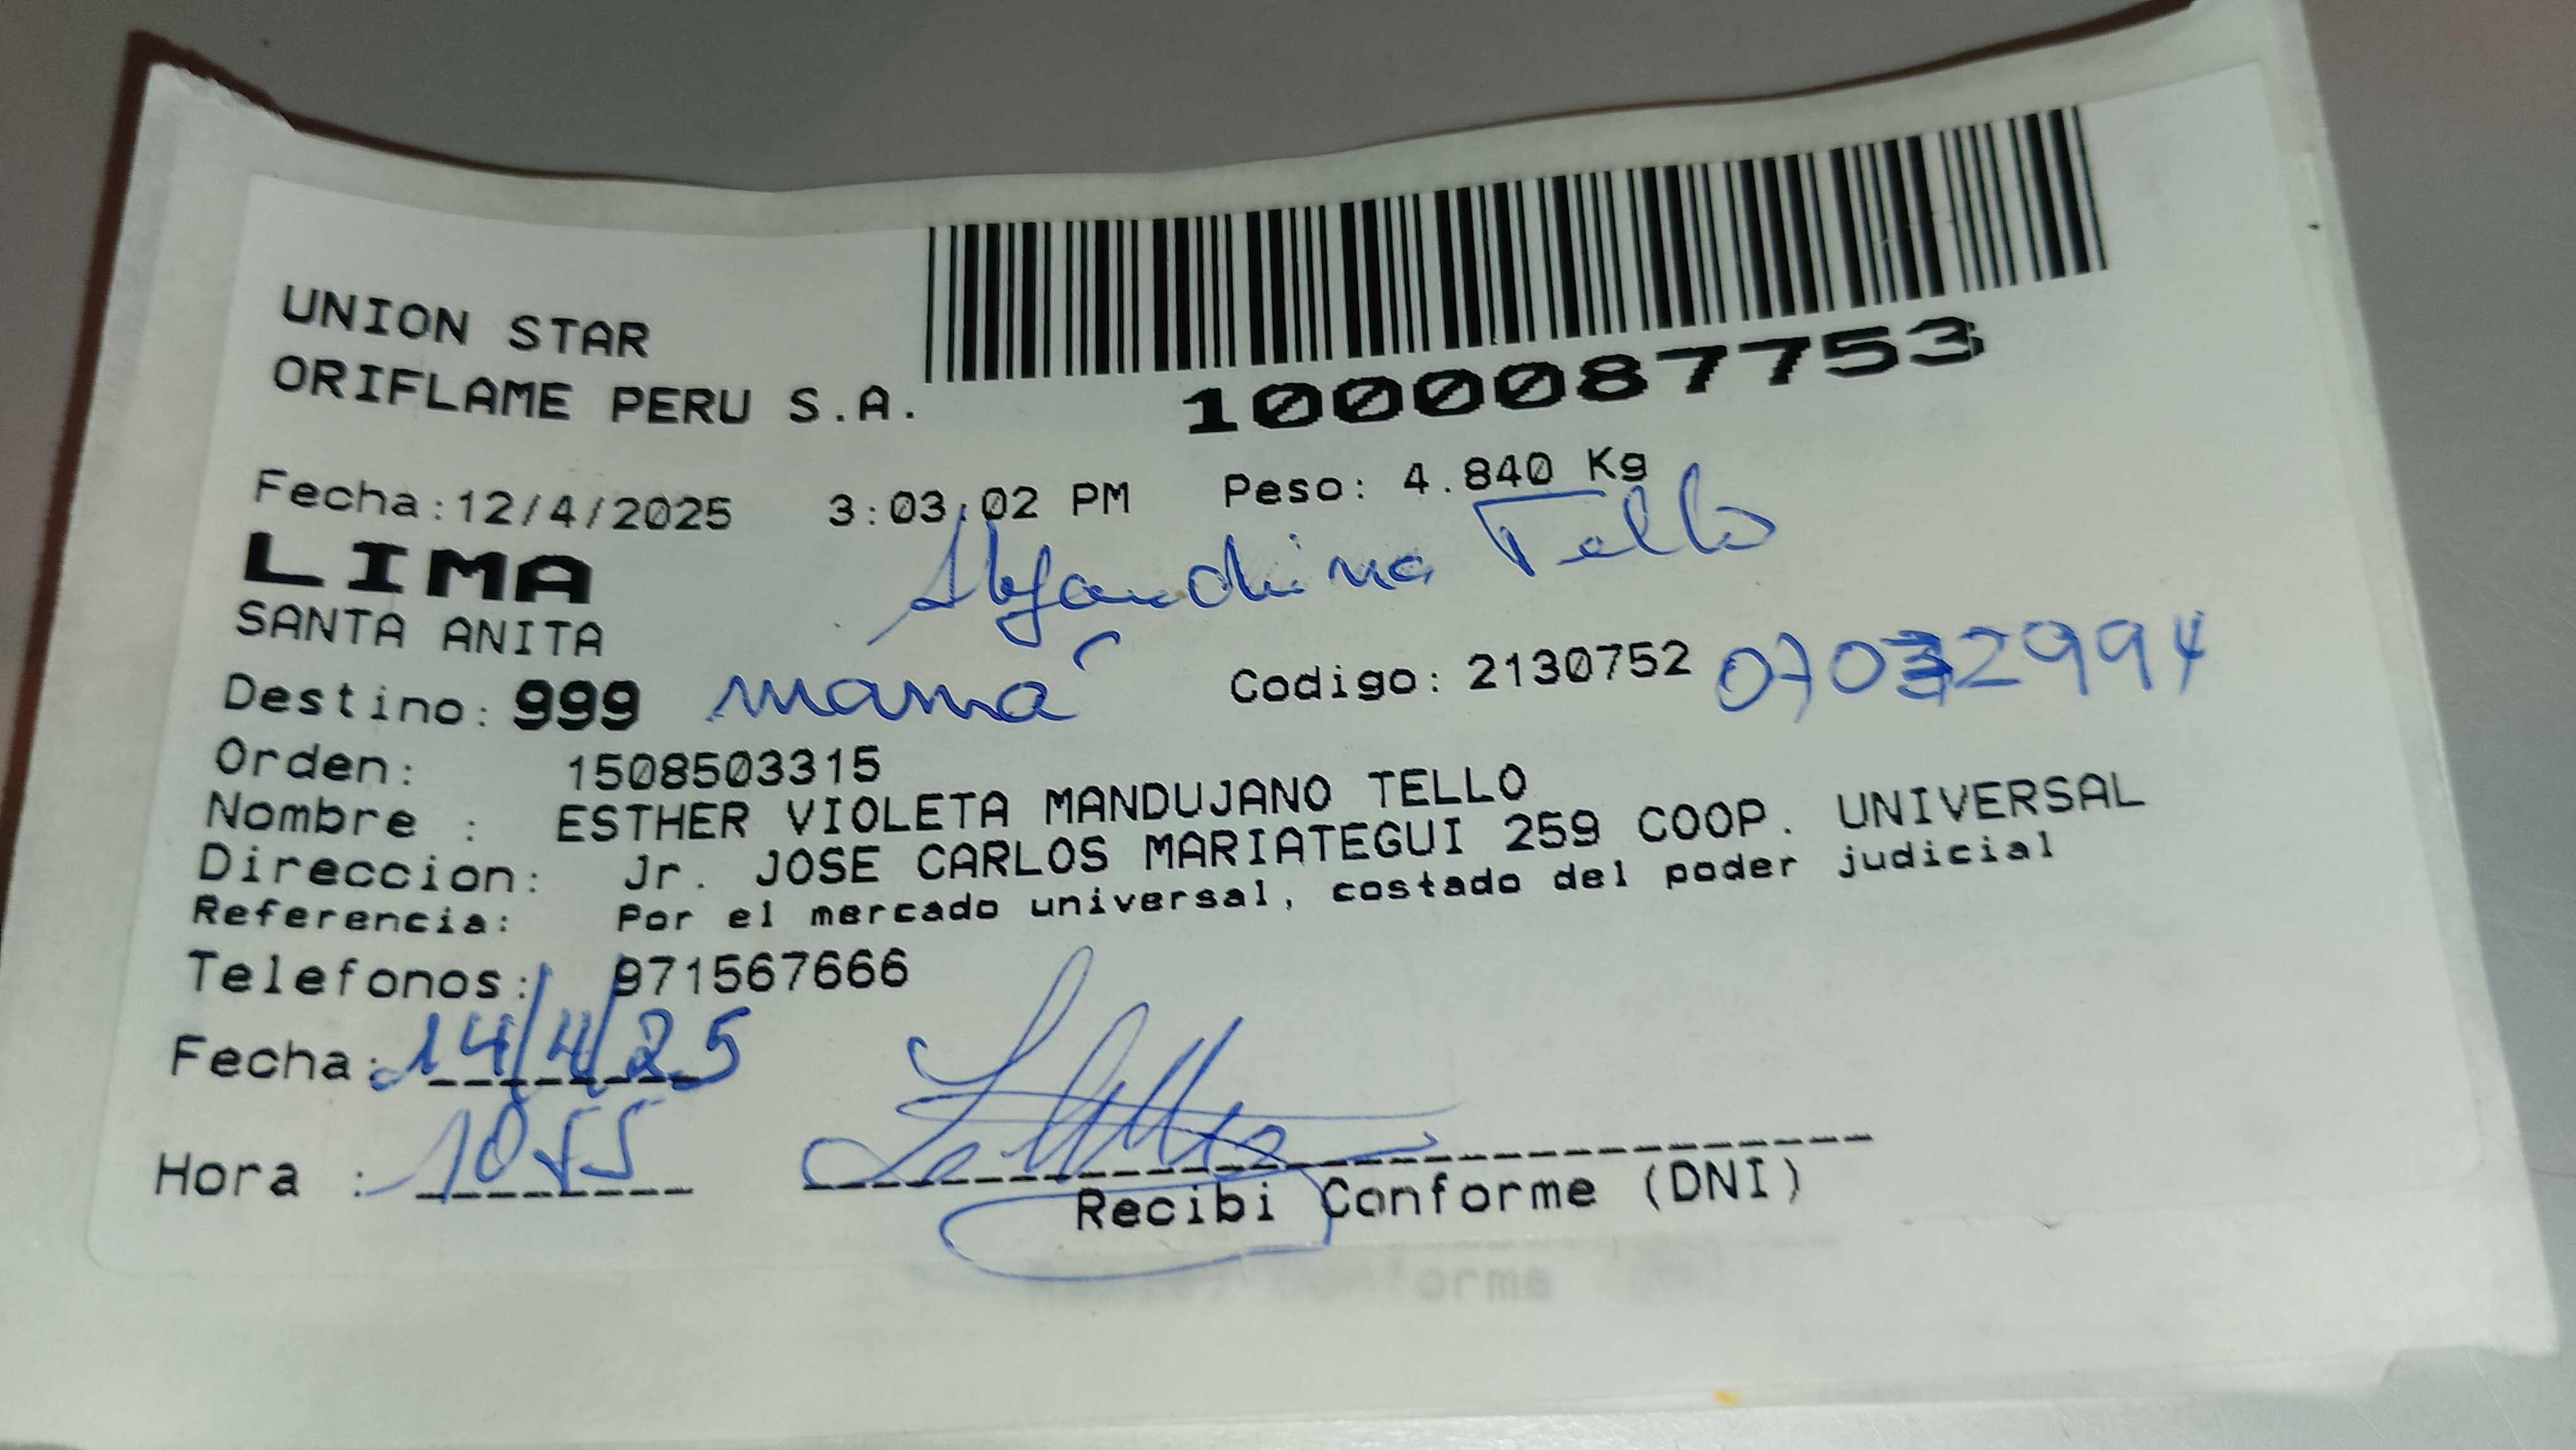 UNION STAR
ORIFLAME PERU S.A.
1000087753
Fecha:12/4/2025 3:03:02 PM Peso: 4.840 Kg
LIMA
Alejandrina Tello
SANTA ANITA
Destino: 999 mamá Codigo: 2130752
Orden: 1508503315
Nombre : ESTHER VIOLETA MANDUJANO TELLO
Direccion: Jr. JOSE CARLOS MARIATEGUI 259 COOP. UNIVERSAL
Referencia: Por el mercado universal, costado del poder judicial
Telefonos: 971567666
Fecha: 14/4/25
Hora : 10 55
Recibi Conforme (DNI)